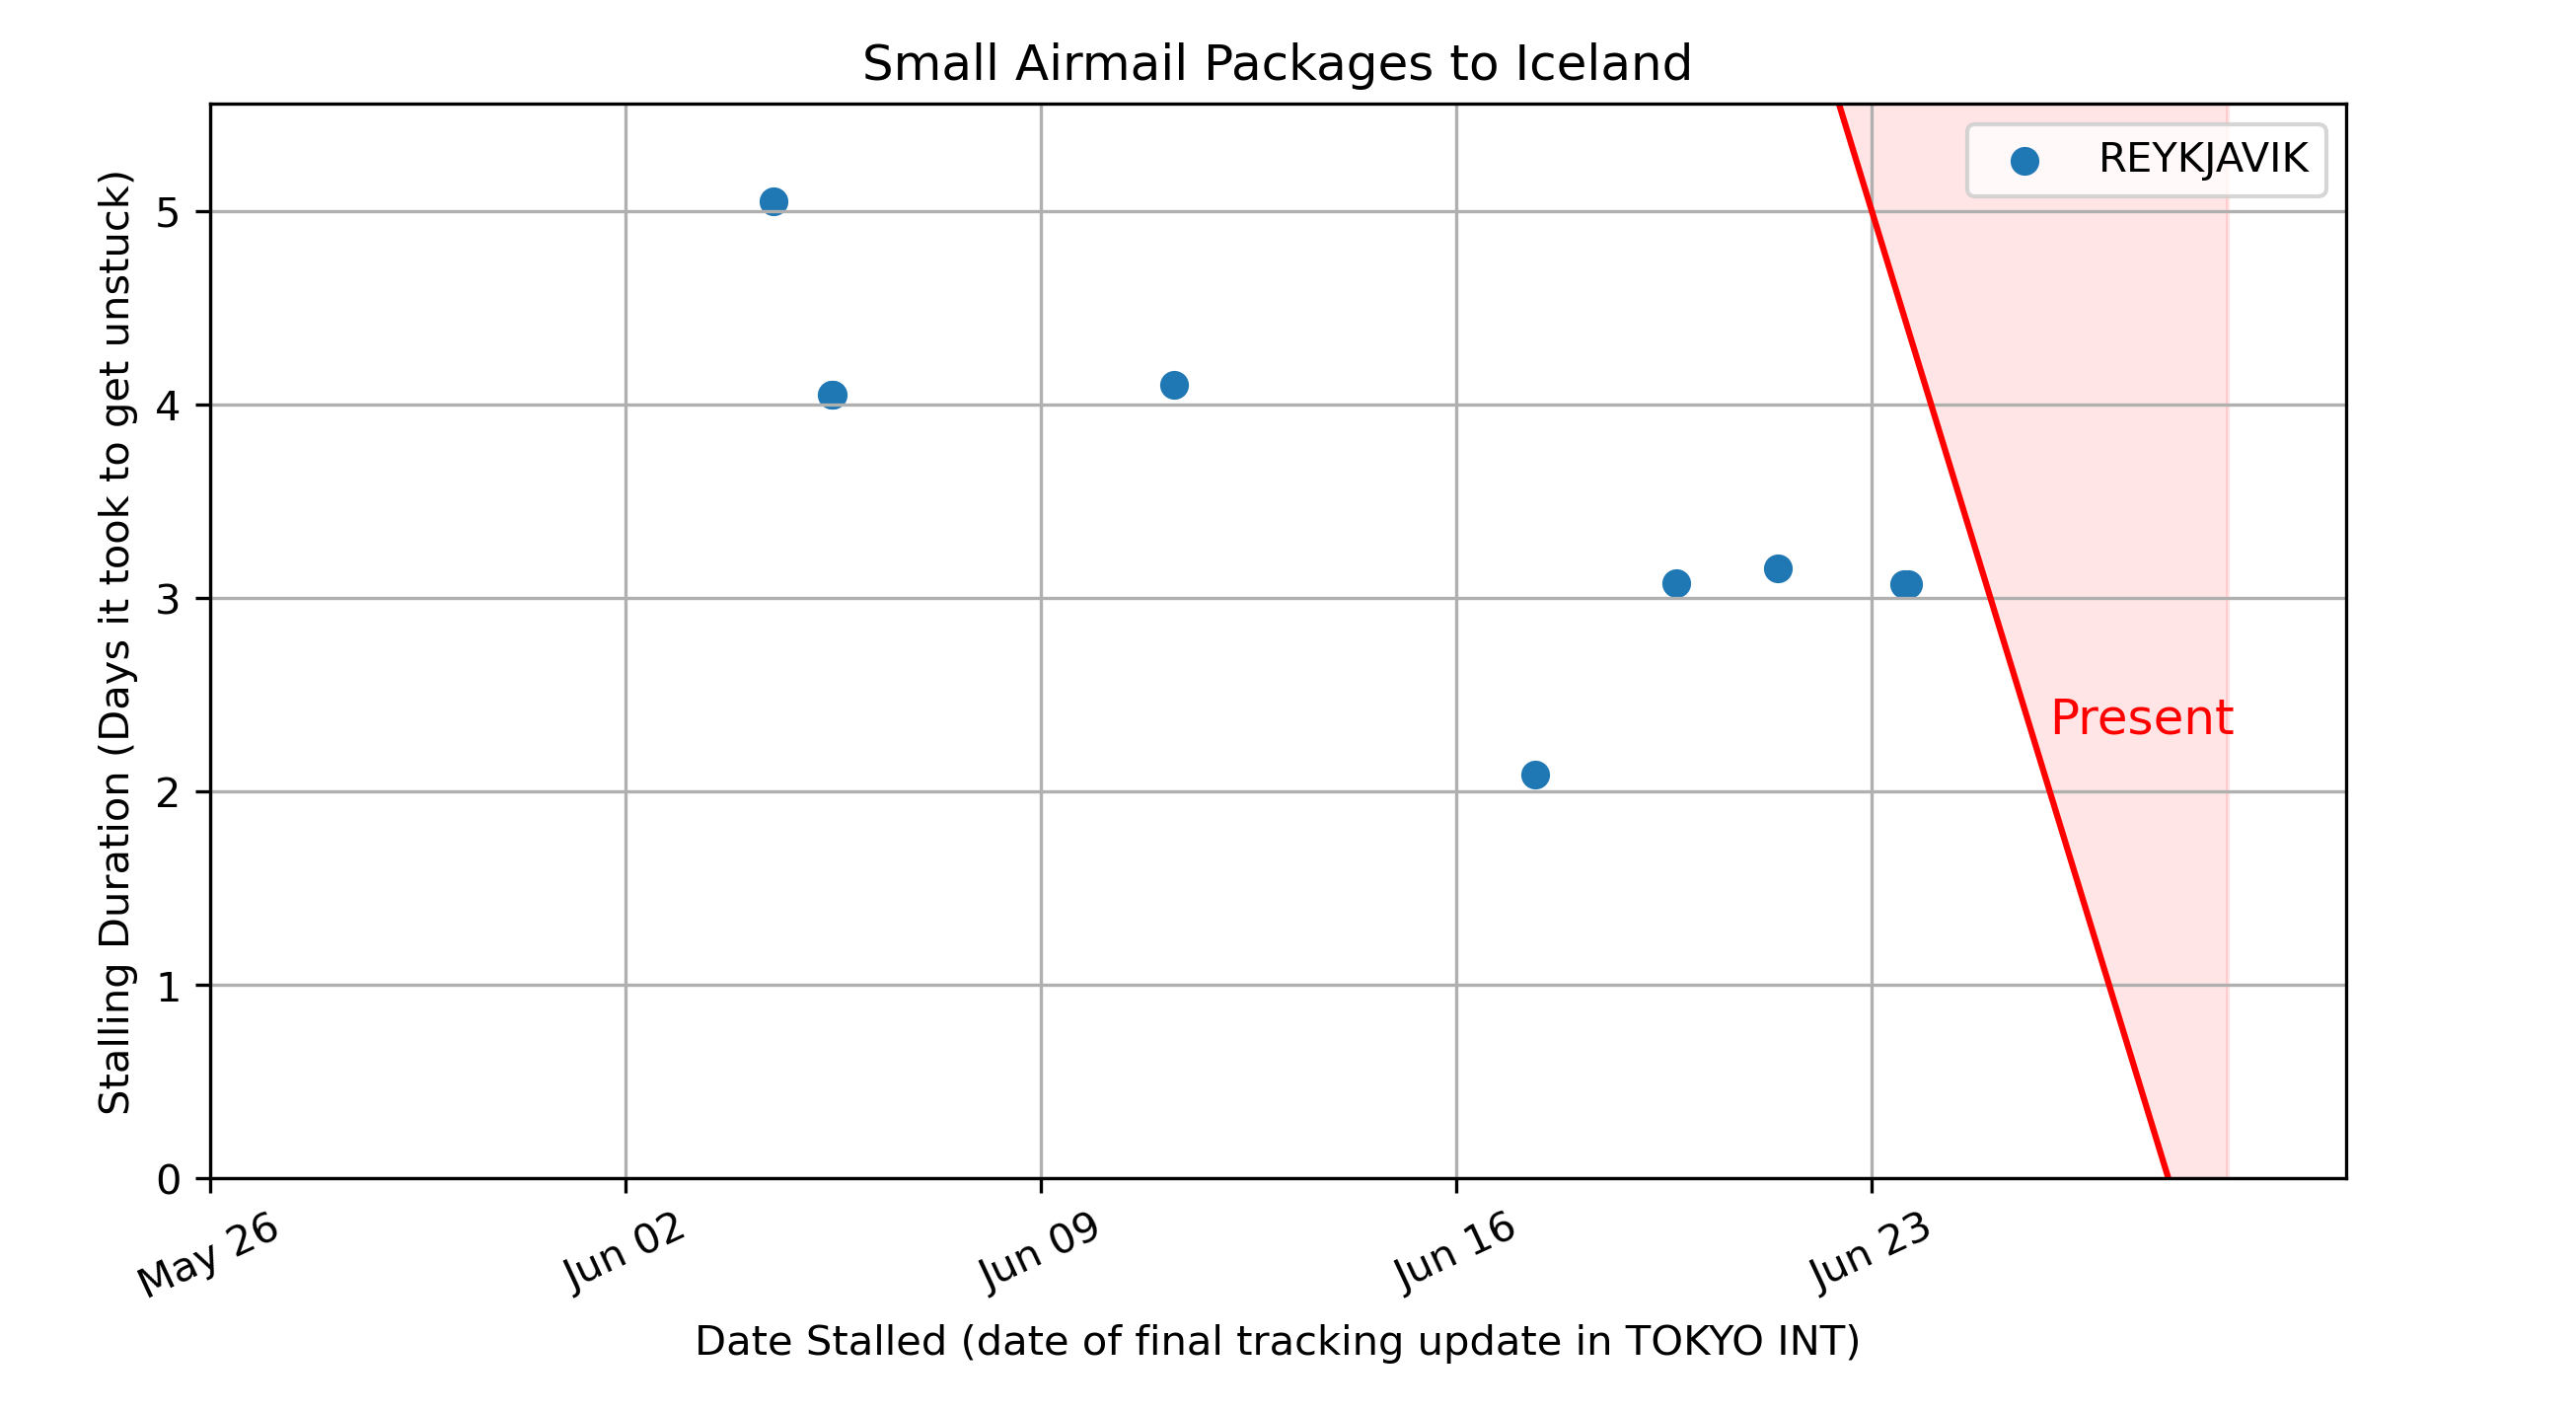 Small Airmail Packages to Iceland
REYKJAVIK
Stalling Duration (Days it took to get unstuck)
5
4
3
2
1
0
Present
May 26
Jun 02
Jun 09
Jun 16
Jun 23
Date Stalled (date of final tracking update in TOKYO INT)